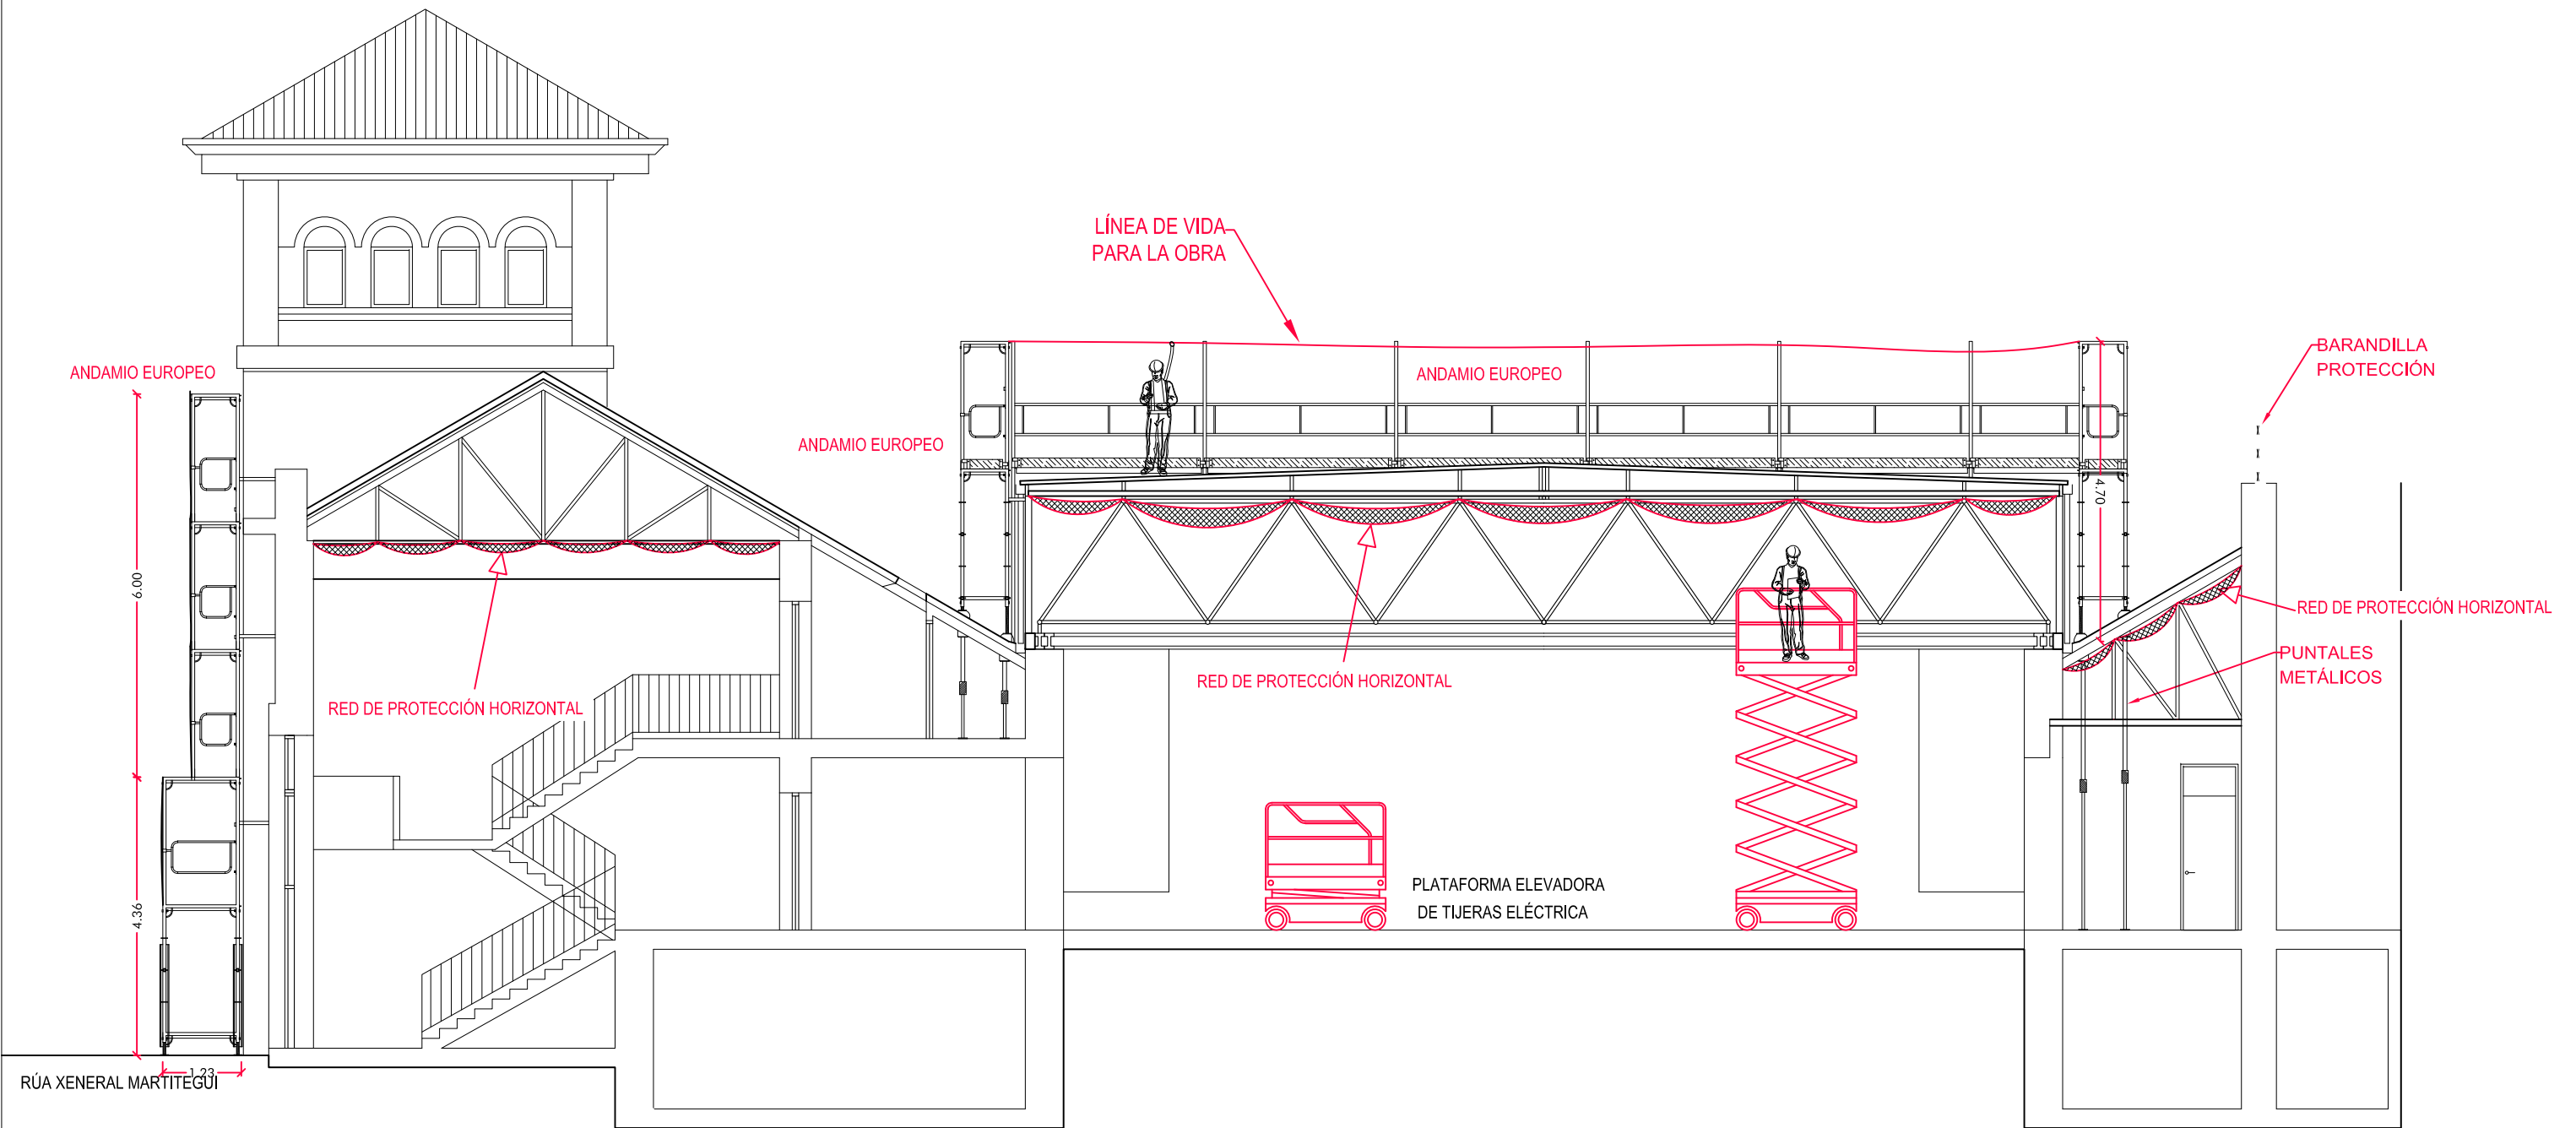 LÍNEA DE VIDA
PARA LA OBRA
ANDAMIO EUROPEO
ANDAMIO EUROPEO
ANDAMIO EUROPEO
BARANDILLA
PROTECCIÓN
4.70
6.00
RED DE PROTECCIÓN HORIZONTAL
RED DE PROTECCIÓN HORIZONTAL
RED DE PROTECCIÓN HORIZONTAL
PUNTALES
METÁLICOS
4.36
PLATAFORMA ELEVADORA
DE TIJERAS ELÉCTRICA
1.23
RÚA XENERAL MARTITEGUI